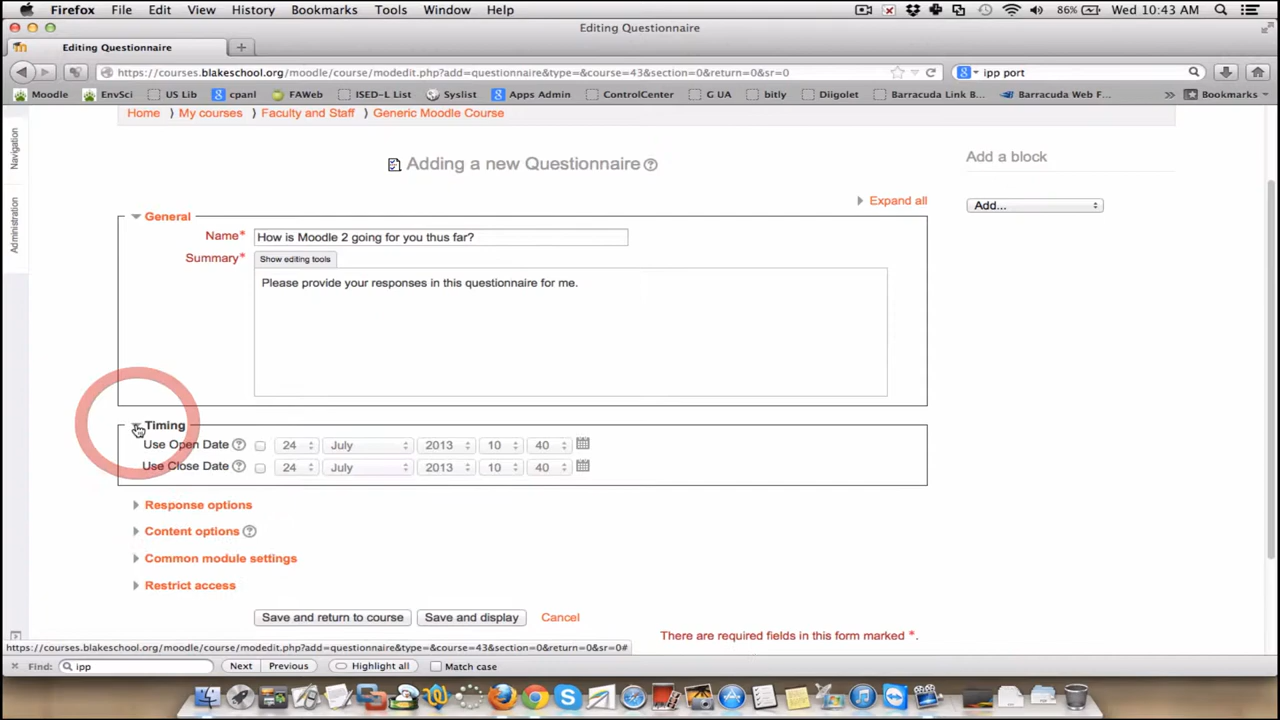 Firefox File Edit View History Bookmarks Tools Window Help 86% Wed 10:43 AM
Editing Questionnaire
Editing Questionnaire
https://courses.blakeschool.org/moodle/course/modedit.php?add=questionnaire&type=&course=43&section=0&return=0&sr=0 ipp port
Moodle EnvSci US Lib cpanl FAWeb ISED-L List Syslist Apps Admin ControlCenter G UA bitly Diigolet Barracuda Link B... Barracuda Web F... » Bookmarks
Home 〉 My courses 〉 Faculty and Staff 〉 Generic Moodle Course
Navigation
Administration
Adding a new Questionnaire
Add a block
Expand all
Add...
General
Name* How is Moodle 2 going for you thus far?
Summary* Show editing tools
Please provide your responses in this questionnaire for me.
Timing
Use Open Date 24 July 2013 10 40
Use Close Date 24 July 2013 10 40
Response options
Content options
Common module settings
Restrict access
Save and return to course Save and display Cancel
There are required fields in this form marked *.
https://courses.blakeschool.org/moodle/course/modedit.php?add=questionnaire&type=&course=43&section=0&return=0&sr=0#
Find: ipp Next Previous Highlight all Match case